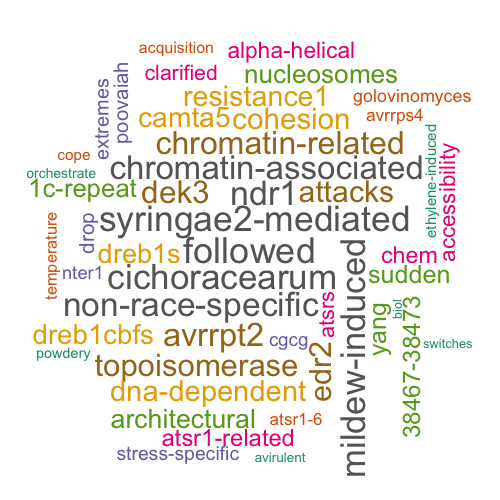 acquisition
alpha-helical
clarified
nucleosomes
extremes
poovaiah
resistance1
golovinomyces
camta5
cohesion
avrrps4
chromatin-related
ethylene-induced
accessibility
cope
chromatin-associated
orchestrate
1c-repeat
dek3
ndr1
attacks
syringae2-mediated
drop
temperature
dreb1s
followed
chem
nter1
cichoracearum
sudden
non-race-specific
atsrs
mildew-induced
yang
biol
38467-38473
dreb1cbfs
avrrpt2
cgcg
switches
powdery
topoisomerase
edr2
dna-dependent
architectural
atsr1-6
atsr1-related
stress-specific
avirulent